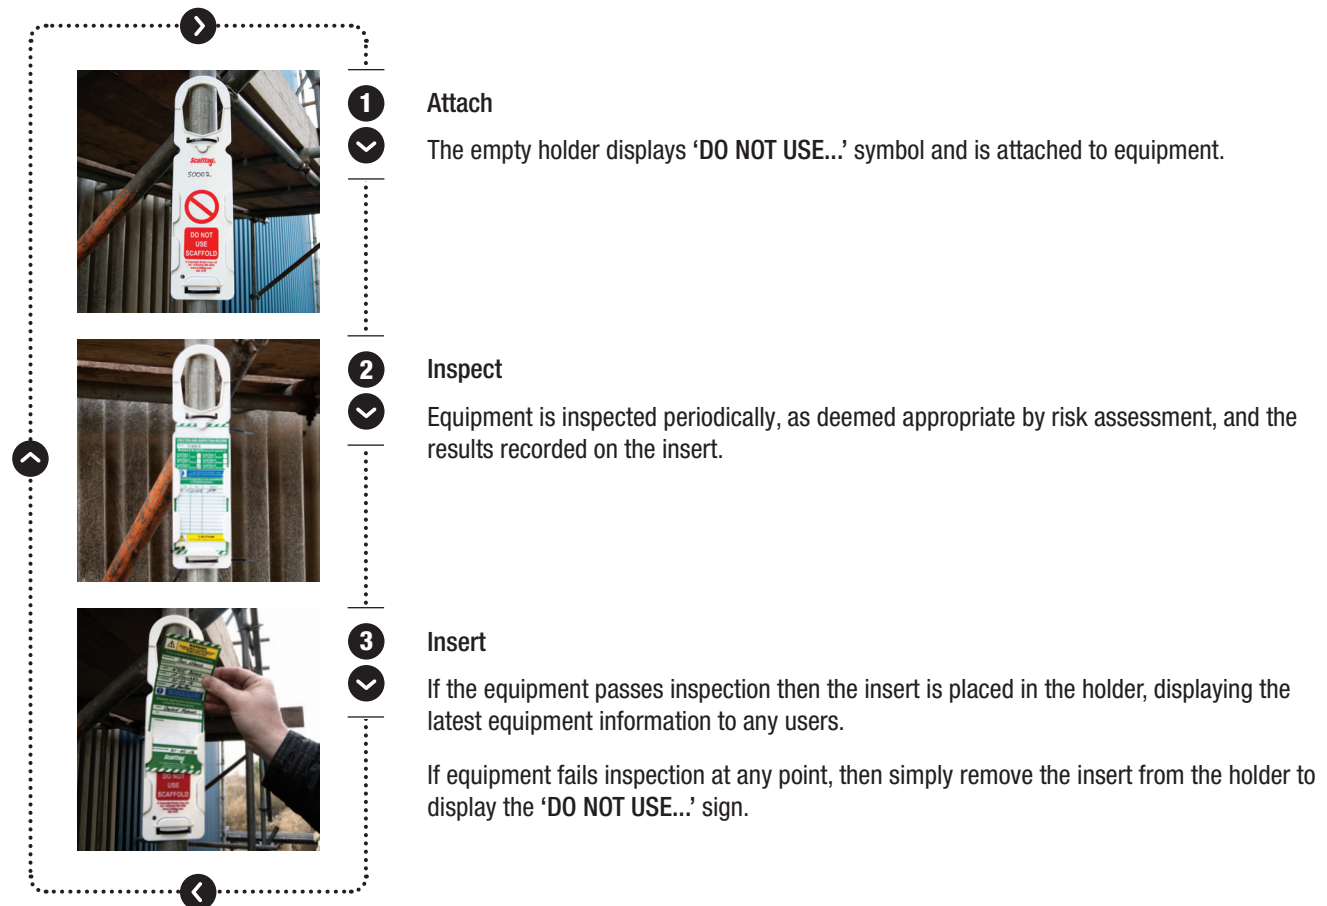 1
Attach
The empty holder displays ‘DO NOT USE...’ symbol and is attached to equipment.
Scafftag
S0002
DO NOT
USE
SCAFFOLD
2
Inspect
Equipment is inspected periodically, as deemed appropriate by risk assessment, and the
results recorded on the insert.
3
Insert
If the equipment passes inspection then the insert is placed in the holder, displaying the
latest equipment information to any users.
If equipment fails inspection at any point, then simply remove the insert from the holder to
display the ‘DO NOT USE...’ sign.
WARNING
Scafftag
DO NOT
USE
SCAFFOLD